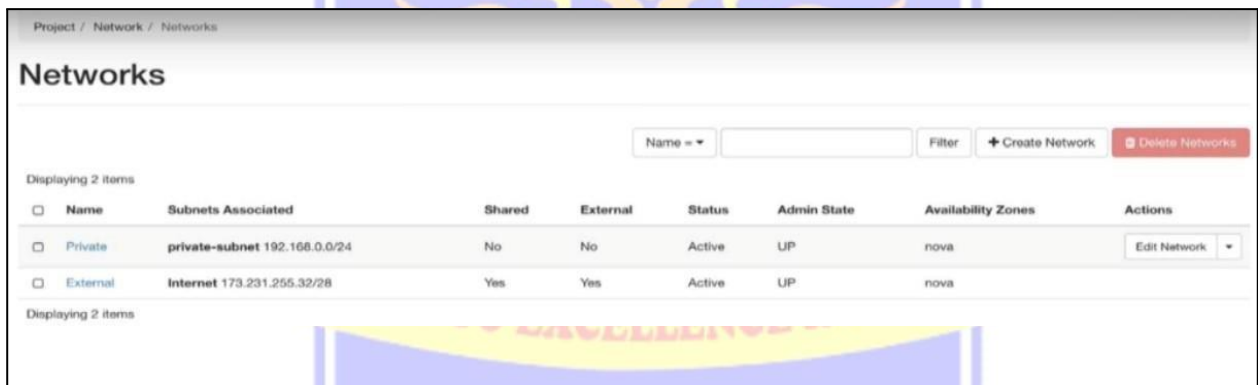 Project / Network / Networks
Networks
Name = Filter + Create Network Delete Networks
Displaying 2 items
Name Subnets Associated Shared External Status Admin State Availability Zones Actions
Private private-subnet 192.168.0.0/24 No No Active UP nova Edit Network
External Internet 173.231.255.32/28 Yes Yes Active UP nova
Displaying 2 items
EXCELLENCE